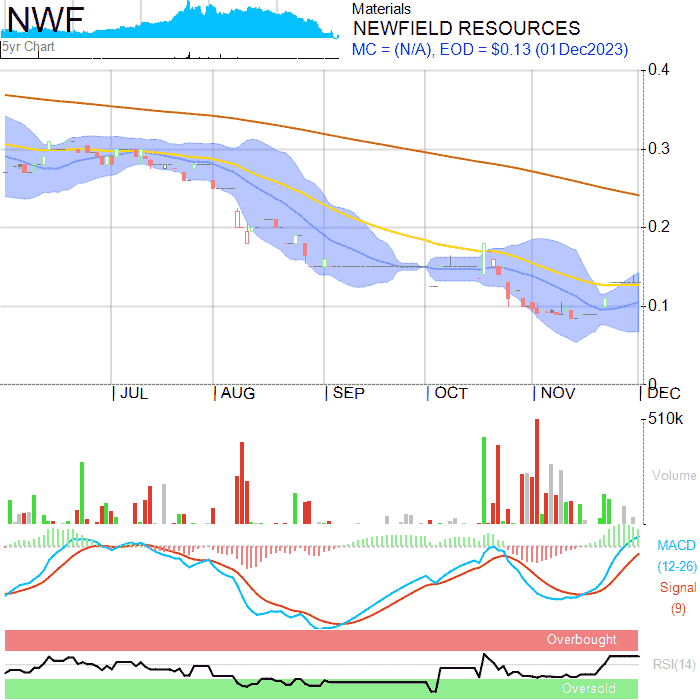 NWF
5yr Chart
Materials
NEWFIELD RESOURCES
MC = (N/A), EOD = $0.13 (01Dec2023)
0.4
0.3
0.2
0.1
0
JUL AUG SEP OCT NOV DEC
510k
Volume
MACD
(12-26)
Signal
(9)
Overbought
RSI(14)
Oversold